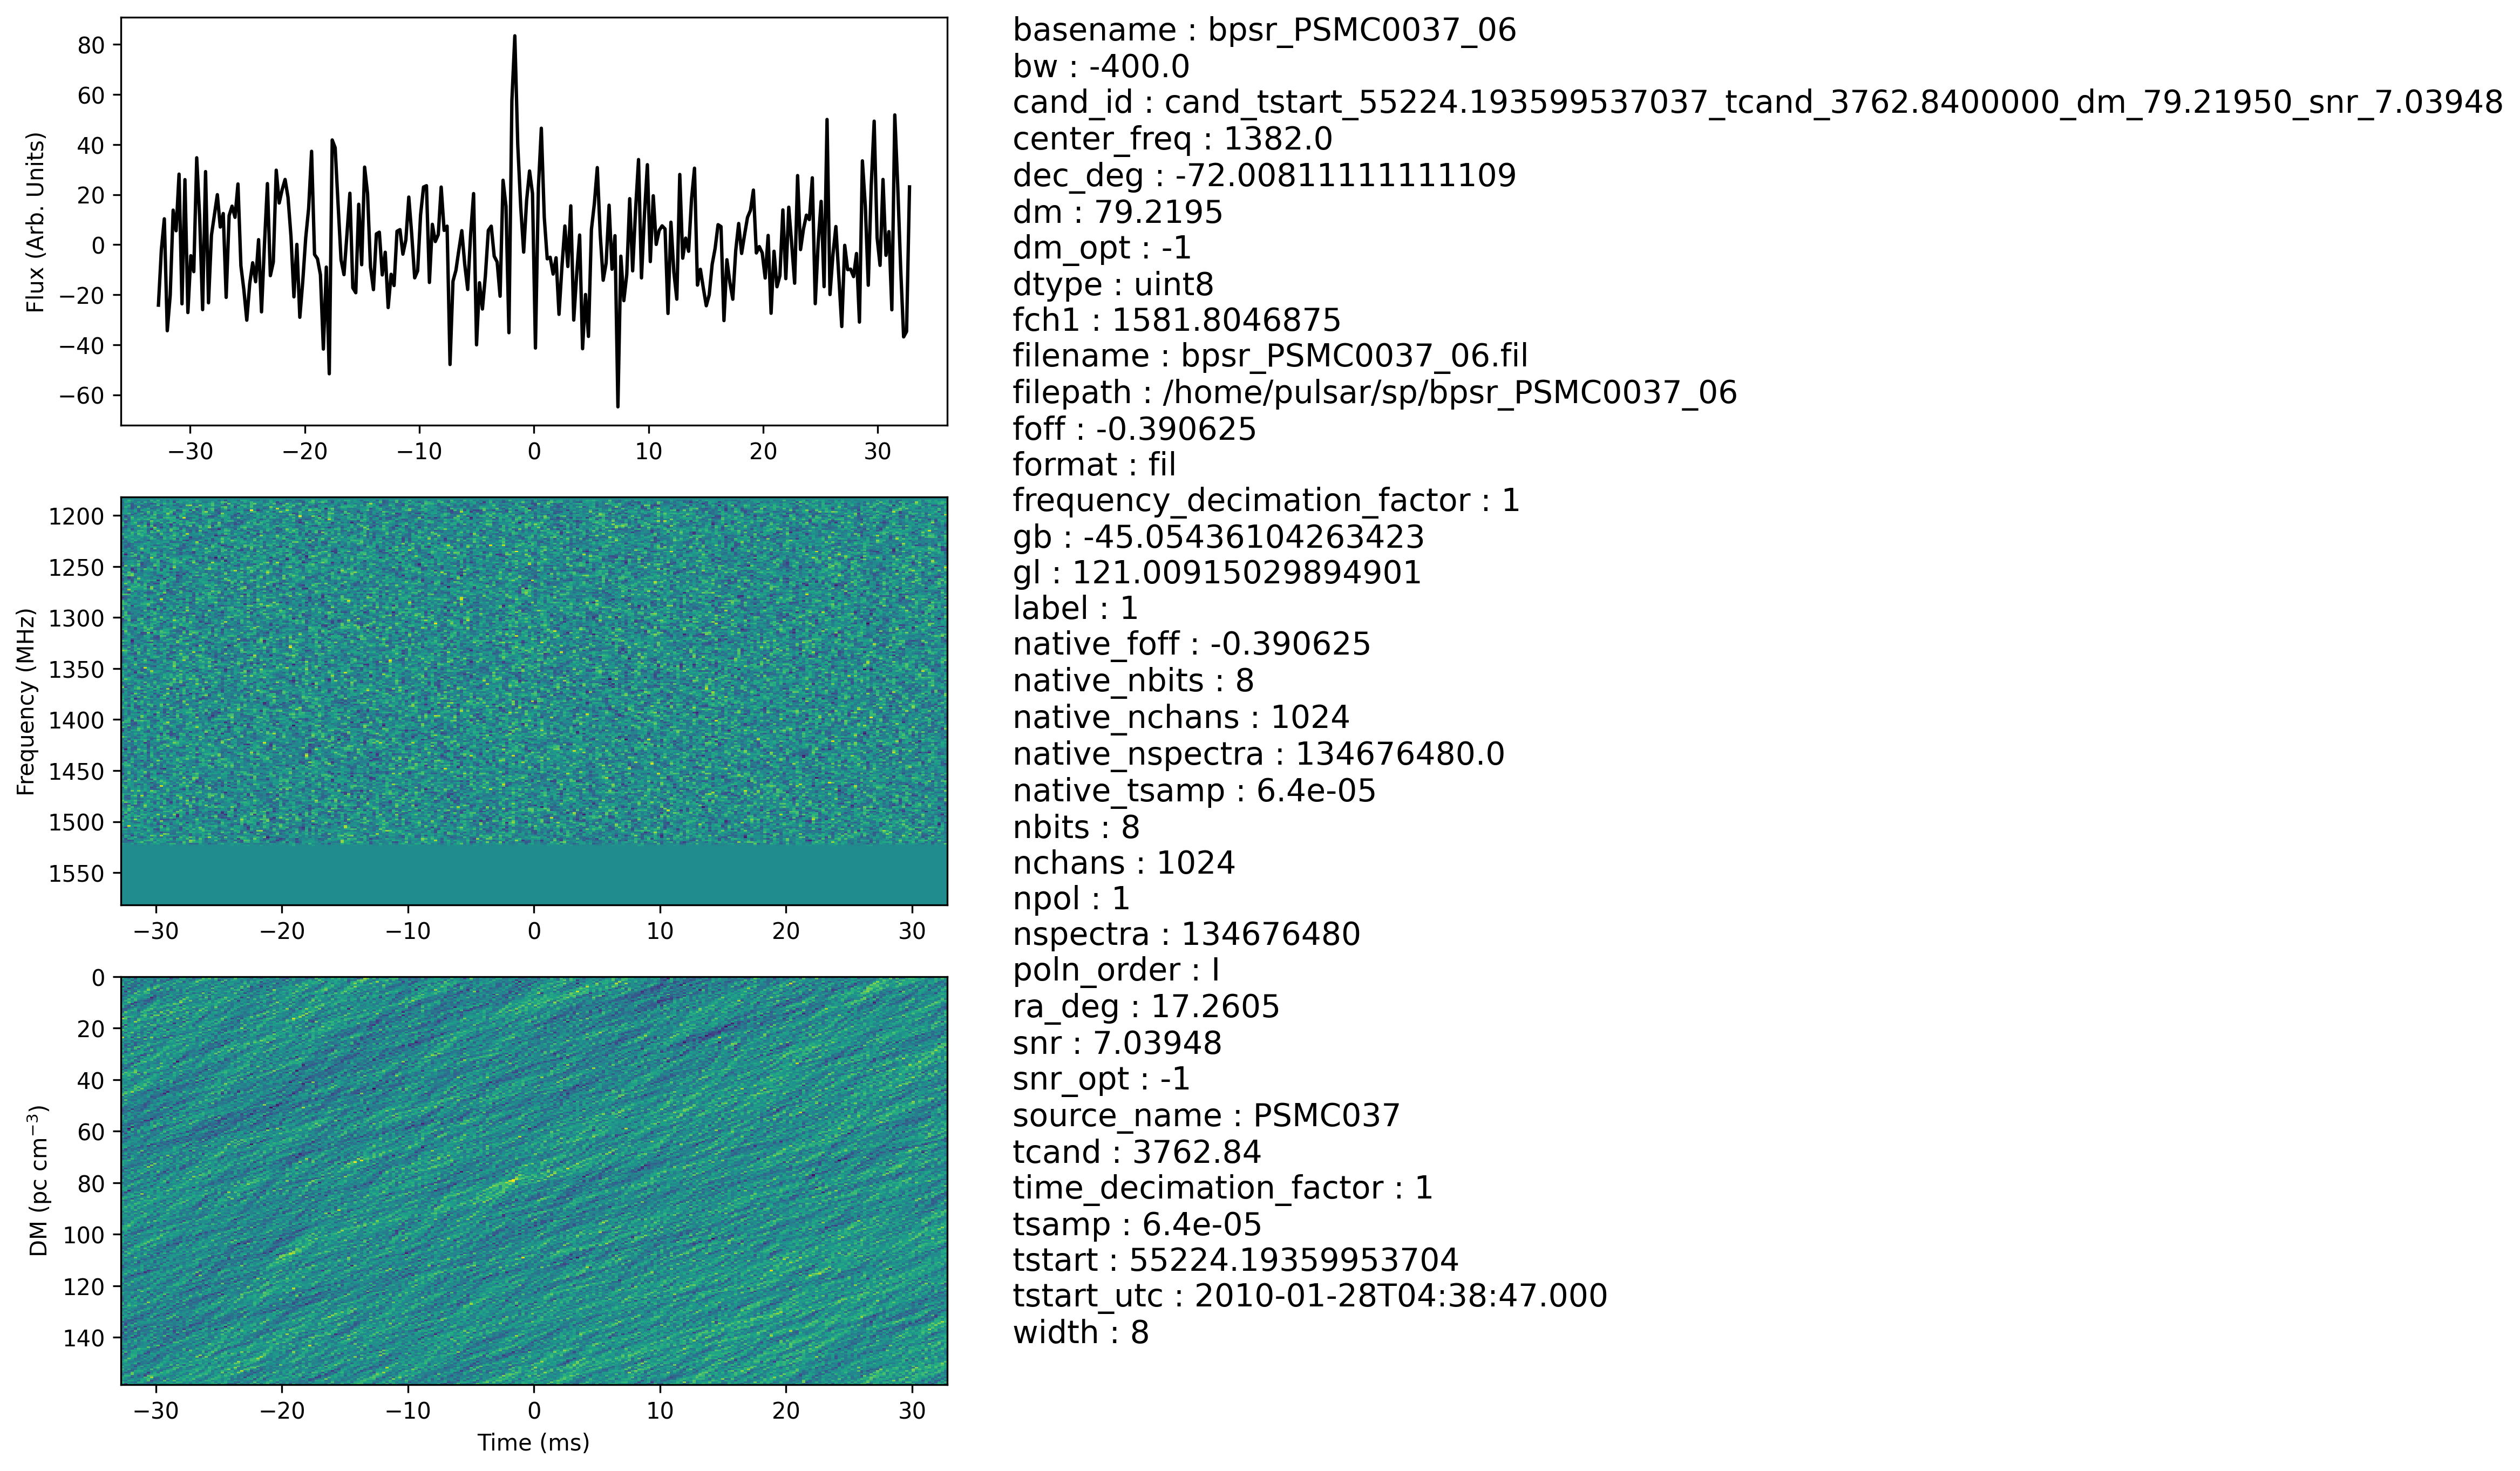 80
60
40
20
0
−20
−40
−60
Flux (Arb. Units)
−30 −20 −10 0 10 20 30
1200
1250
1300
1350
1400
1450
1500
1550
Frequency (MHz)
−30 −20 −10 0 10 20 30
0
20
40
60
80
100
120
140
DM (pc cm⁻³)
−30 −20 −10 0 10 20 30
Time (ms)
basename : bpsr_PSMC0037_06
bw : -400.0
cand_id : cand_tstart_55224.193599537037_tcand_3762.8400000_dm_79.21950_snr_7.03948
center_freq : 1382.0
dec_deg : -72.00811111111109
dm : 79.2195
dm_opt : -1
dtype : uint8
fch1 : 1581.8046875
filename : bpsr_PSMC0037_06.fil
filepath : /home/pulsar/sp/bpsr_PSMC0037_06
foff : -0.390625
format : fil
frequency_decimation_factor : 1
gb : -45.05436104263423
gl : 121.00915029894901
label : 1
native_foff : -0.390625
native_nbits : 8
native_nchans : 1024
native_nspectra : 134676480.0
native_tsamp : 6.4e-05
nbits : 8
nchans : 1024
npol : 1
nspectra : 134676480
poln_order : I
ra_deg : 17.2605
snr : 7.03948
snr_opt : -1
source_name : PSMC037
tcand : 3762.84
time_decimation_factor : 1
tsamp : 6.4e-05
tstart : 55224.19359953704
tstart_utc : 2010-01-28T04:38:47.000
width : 8